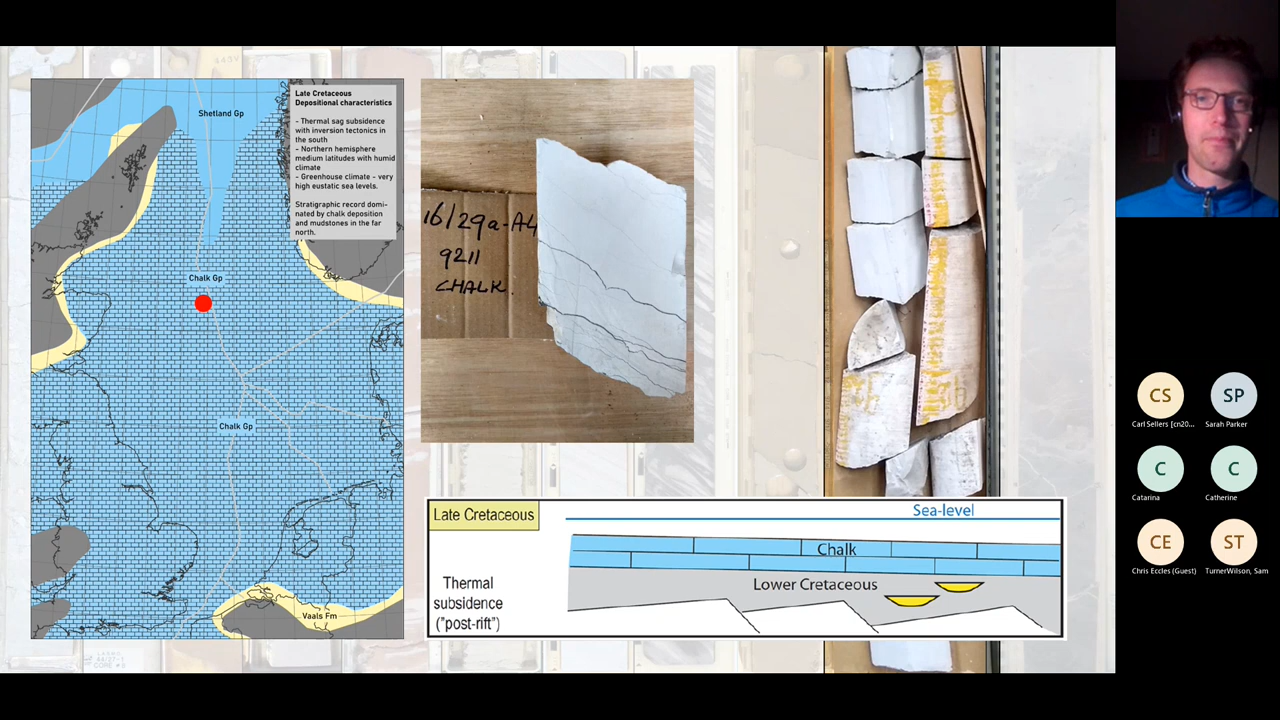 Shetland Gp
Late Cretaceous
Depositional characteristics
- Thermal sag subsidence
with inversion tectonics in
the south
- Northern hemisphere
medium latitudes with humid
climate
- Greenhouse climate - very
high eustatic sea levels.
Stratigraphic record domi-
nated by chalk deposition
and mudstones in the far
north.
Chalk Gp
Chalk Gp
Vaals Fm
16/29a-A4
9211
CHALK.
Late Cretaceous
Sea-level
Chalk
Lower Cretaceous
Thermal
subsidence
("post-rift")
CS
Carl Sellers [cn20...
SP
Sarah Parker
C
Catarina
C
Catherine
CE
Chris Eccles (Guest)
ST
TurnerWilson, Sam